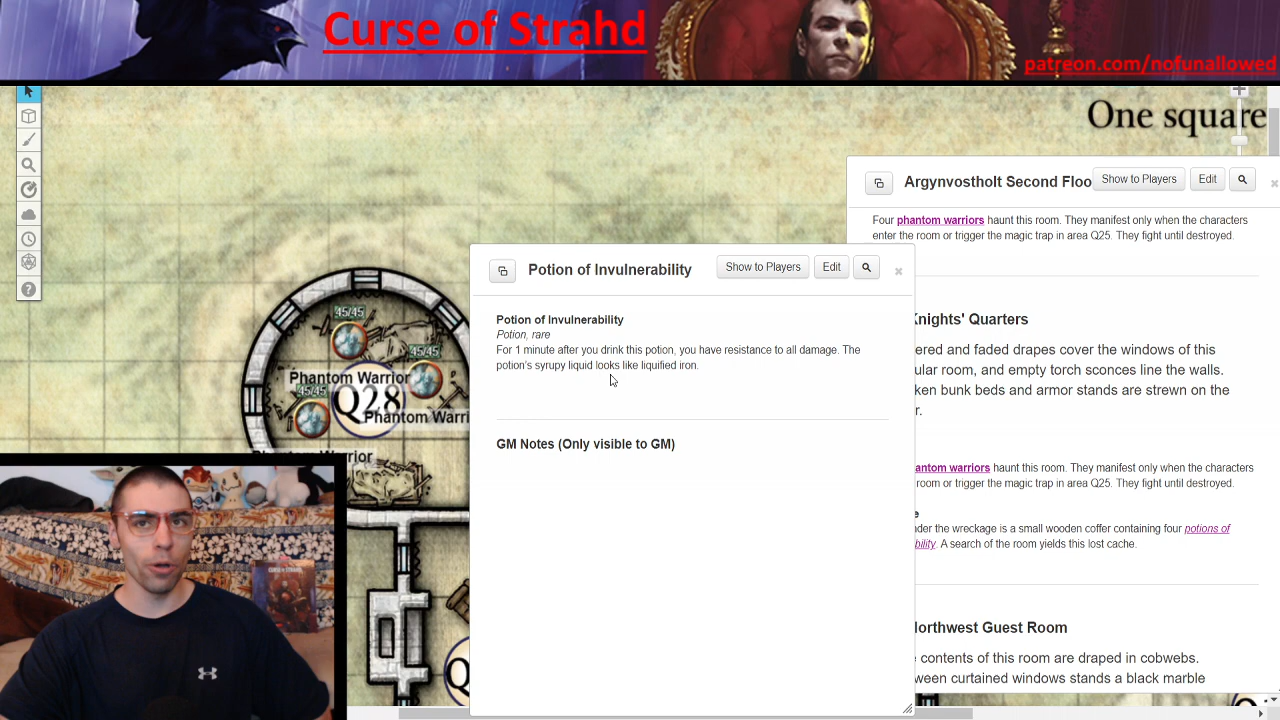 Curse of Strahd
patreon.com/nofunallowed
One square
Argynvostholt Second Floo
Show to Players
Edit
Four phantom warriors haunt this room. They manifest only when the characters
enter the room or trigger the magic trap in area Q25. They fight until destroyed.
Potion of Invulnerability
Show to Players
Edit
Potion of Invulnerability
Potion, rare
For 1 minute after you drink this potion, you have resistance to all damage. The
potion's syrupy liquid looks like liquified iron.
GM Notes (Only visible to GM)
Knights' Quarters
ered and faded drapes cover the windows of this
ular room, and empty torch sconces line the walls.
ken bunk beds and armor stands are strewn on the
r.
antom warriors haunt this room. They manifest only when the characters
room or trigger the magic trap in area Q25. They fight until destroyed.
e
nder the wreckage is a small wooden coffer containing four potions of
bility. A search of the room yields this lost cache.
Northwest Guest Room
contents of this room are draped in cobwebs.
ween curtained windows stands a black marble
45/45
45/45
Phantom Warrior
45/45
Q28
Phantom Warri
Phantom Warrior